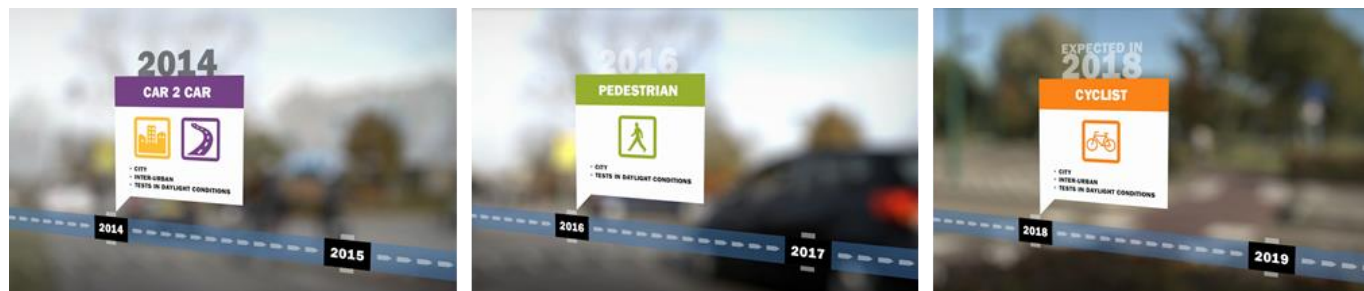 2014
CAR 2 CAR
• CITY
• INTER-URBAN
• TESTS IN DAYLIGHT CONDITIONS
2014
2015
2016
PEDESTRIAN
• CITY
• TESTS IN DAYLIGHT CONDITIONS
2016
2017
EXPECTED IN
2018
CYCLIST
• CITY
• INTER-URBAN
• TESTS IN DAYLIGHT CONDITIONS
2018
2019